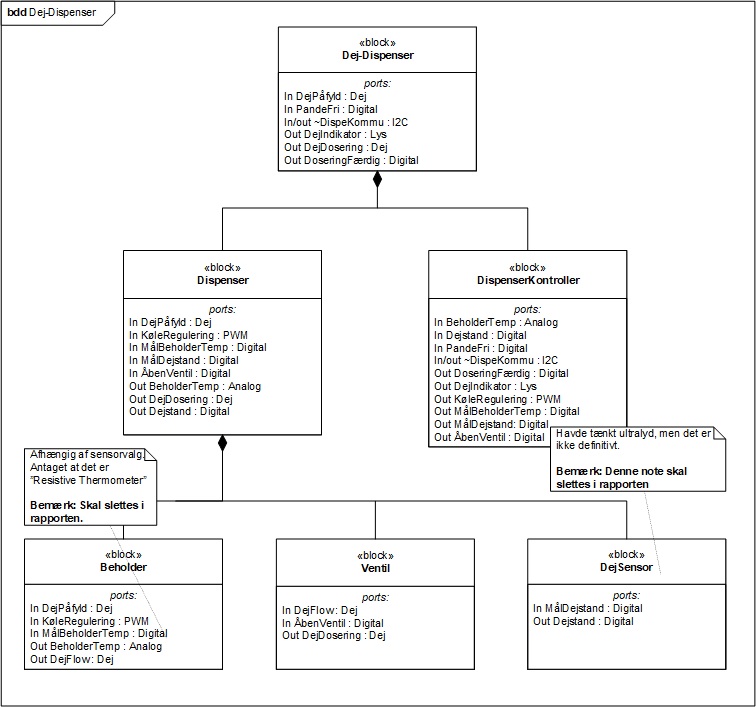 bdd Dej-Dispenser
«block»
Dej-Dispenser
ports:
In DejPåfyld : Dej
In PandeFri : Digital
In/out ~DispeKommu : I2C
Out DejIndikator : Lys
Out DejDosering : Dej
Out DoseringFærdig : Digital
«block»
Dispenser
ports:
In DejPåfyld : Dej
In KøleRegulering : PWM
In MålBeholderTemp : Digital
In MålDejstand : Digital
In ÅbenVentil : Digital
Out BeholderTemp : Analog
Out DejDosering : Dej
Out Dejstand : Digital
«block»
DispenserKontroller
ports:
In BeholderTemp : Analog
In Dejstand : Digital
In PandeFri : Digital
In/out ~DispeKommu : I2C
Out DoseringFærdig : Digital
Out DejIndikator : Lys
Out KøleRegulering : PWM
Out MålBeholderTemp : Digital
Out MålDejstand: Digital
Out ÅbenVentil : Digital
Afhængig af sensorvalg.
Antaget at det er
"Resistive Thermometer"
Bemærk: Skal slettes i
rapporten.
Havde tænkt ultralyd, men det er
ikke definitivt.
Bemærk: Denne note skal
slettes i rapporten
«block»
Beholder
ports:
In DejPåfyld : Dej
In KøleRegulering : PWM
In MålBeholderTemp : Digital
Out BeholderTemp : Analog
Out DejFlow: Dej
«block»
Ventil
ports:
In DejFlow: Dej
In ÅbenVentil : Digital
Out DejDosering : Dej
«block»
DejSensor
ports:
In MålDejstand : Digital
Out Dejstand : Digital